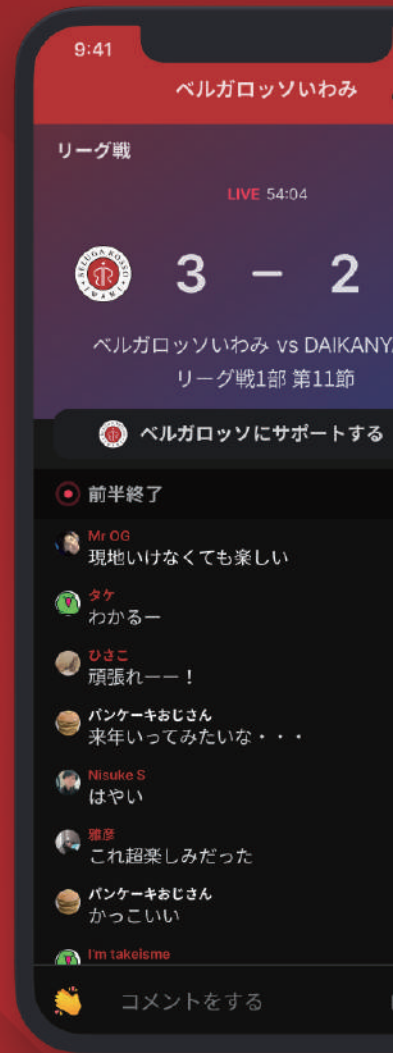 9:41
ベルガロッソいわみ
リーグ戦
LIVE 54:04
BELUGA ROSSO IWAMI
3 － 2
ベルガロッソいわみ vs DAIKANY
リーグ戦1部 第11節
ベルガロッソにサポートする
前半終了
Mr OG
現地いけなくても楽しい
タケ
わかるー
ひさこ
頑張れーー！
パンケーキおじさん
来年いってみたいな・・・
Nisuke S
はやい
雅彦
これ超楽しみだった
パンケーキおじさん
かっこいい
I'm takeisme
コメントをする